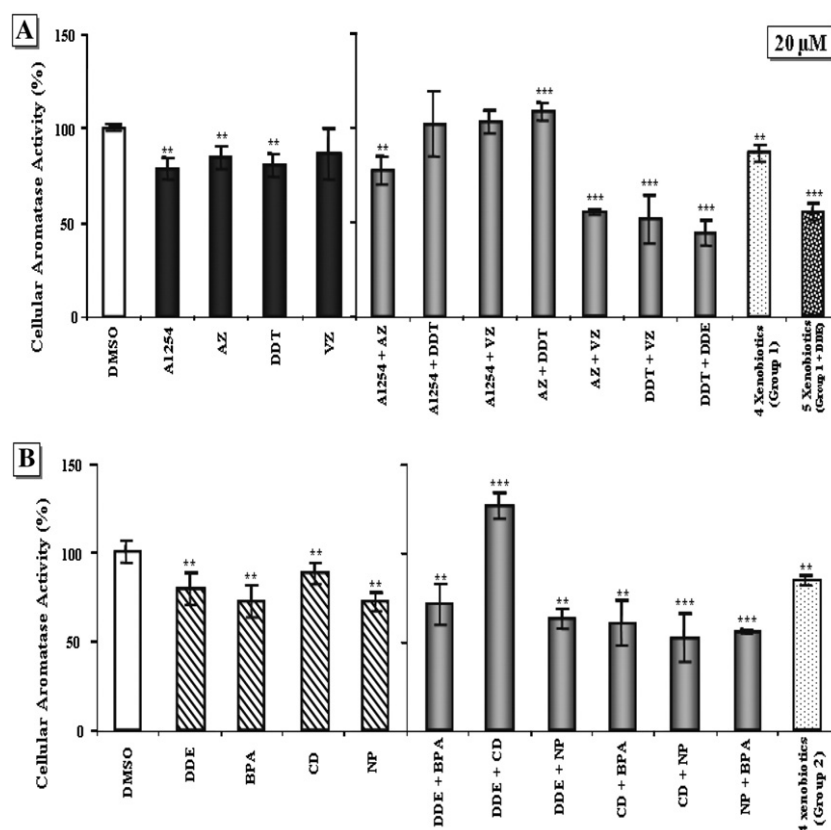 A
20 µM
Cellular Aromatase Activity (%)
150
100
50
0
**
**
**
**
***
***
***
***
**
***
DMSO
A1254
AZ
DDT
VZ
A1254 + AZ
A1254 + DDT
A1254 + VZ
AZ + DDT
AZ + VZ
DDT + VZ
DDT + DDE
4 Xenobiotics
(Group 1)
5 Xenobiotics
(Group 1 + DDE)
B
Cellular Aromatase Activity (%)
150
100
50
0
**
**
**
**
**
***
**
**
***
***
**
DMSO
DDE
BPA
CD
NP
DDE + BPA
DDE + CD
DDE + NP
CD + BPA
CD + NP
NP + BPA
4 xenobiotics
(Group 2)